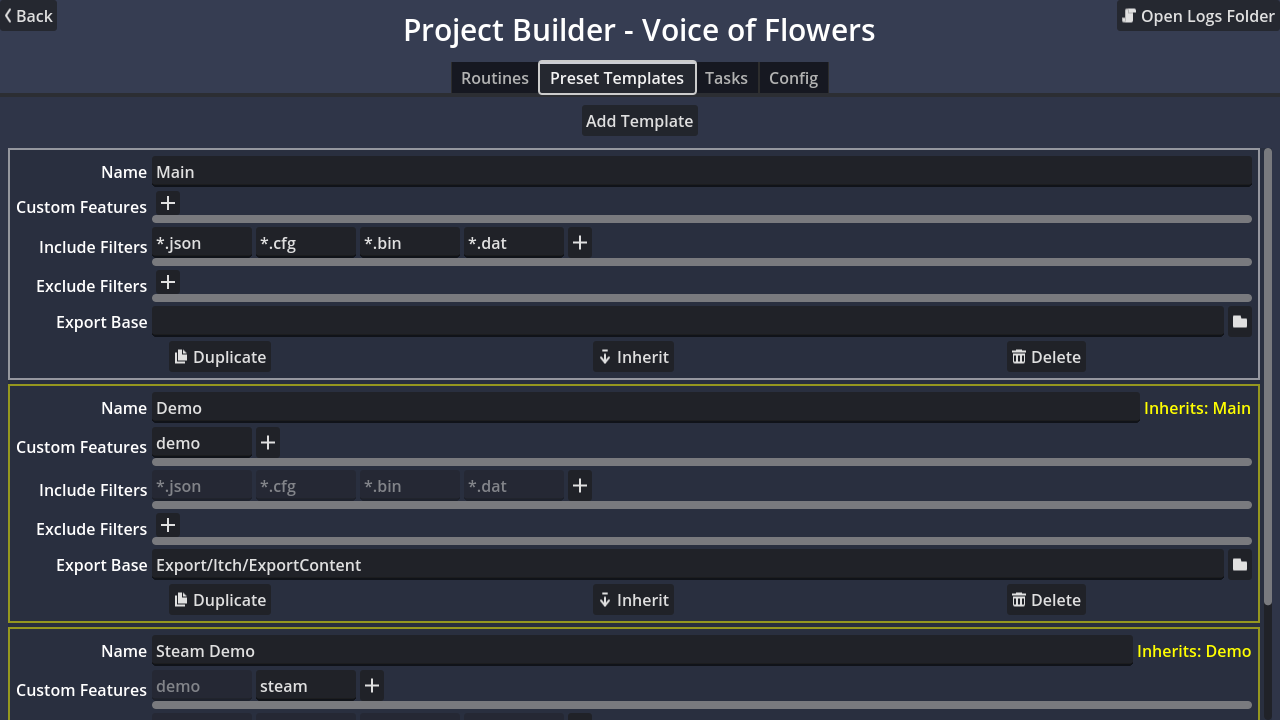 Back
Project Builder - Voice of Flowers
Open Logs Folder
Routines Preset Templates Tasks Config
Add Template
Name Main
Custom Features
Include Filters *.json *.cfg *.bin *.dat
Exclude Filters
Export Base
Duplicate Inherit Delete
Name Demo Inherits: Main
Custom Features demo
Include Filters *.json *.cfg *.bin *.dat
Exclude Filters
Export Base Export/Itch/ExportContent
Duplicate Inherit Delete
Name Steam Demo Inherits: Demo
Custom Features demo steam